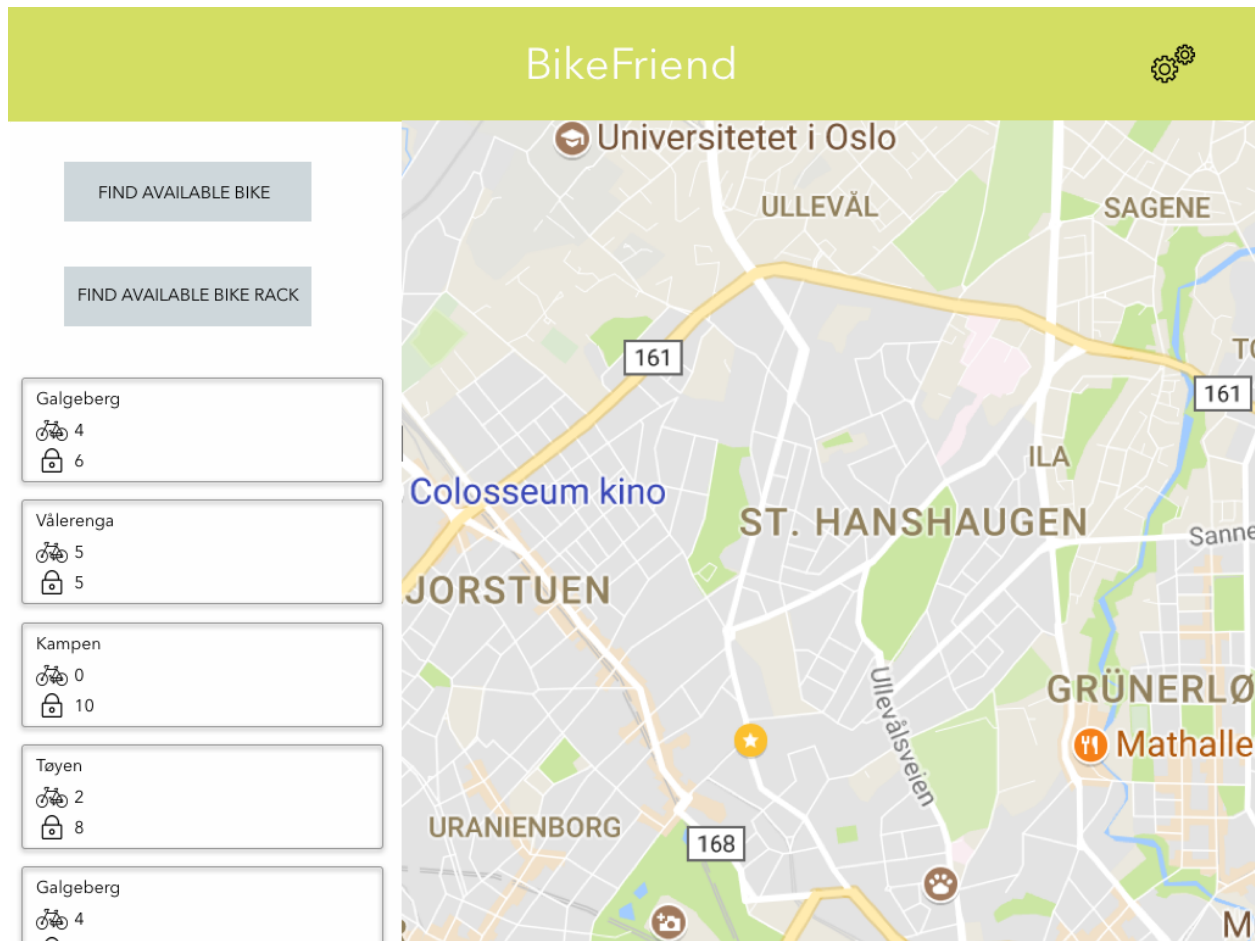 BikeFriend
FIND AVAILABLE BIKE
FIND AVAILABLE BIKE RACK
Galgeberg
4
6
Vålerenga
5
5
Kampen
0
10
Tøyen
2
8
Galgeberg
4
Universitetet i Oslo
ULLEVÅL
SAGENE
161
161
ILA
Colosseum kino
ST. HANSHAUGEN
Sanne
JORSTUEN
Ullevålsveien
GRÜNERLØ
Mathalle
URANIENBORG
168
M